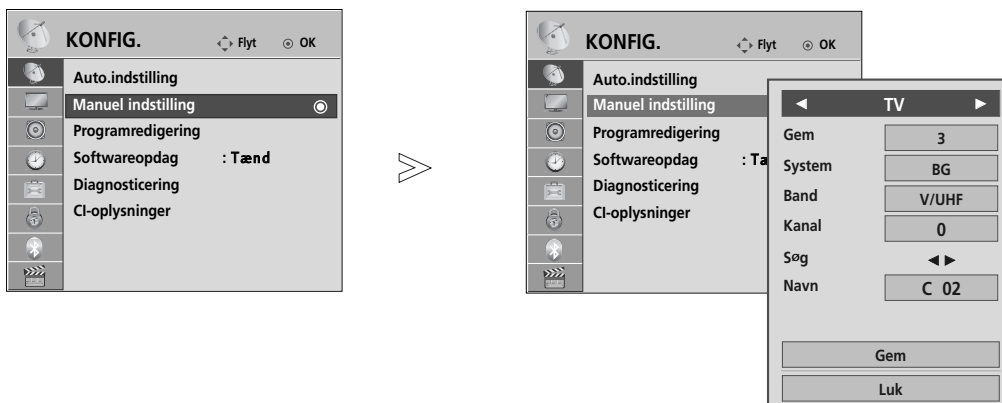 KONFIG. Flyt OK
Auto.indstilling
Manuel indstilling
Programredigering
Softwareopdag : Tænd
Diagnosticering
CI-oplysninger
KONFIG. Flyt OK
Auto.indstilling
Manuel indstilling
Programredigering
Softwareopdag : Ta
Diagnosticering
CI-oplysninger
◀ TV ▶
Gem 3
System BG
Band V/UHF
Kanal 0
Søg ◀ ▶
Navn C 02
Gem
Luk